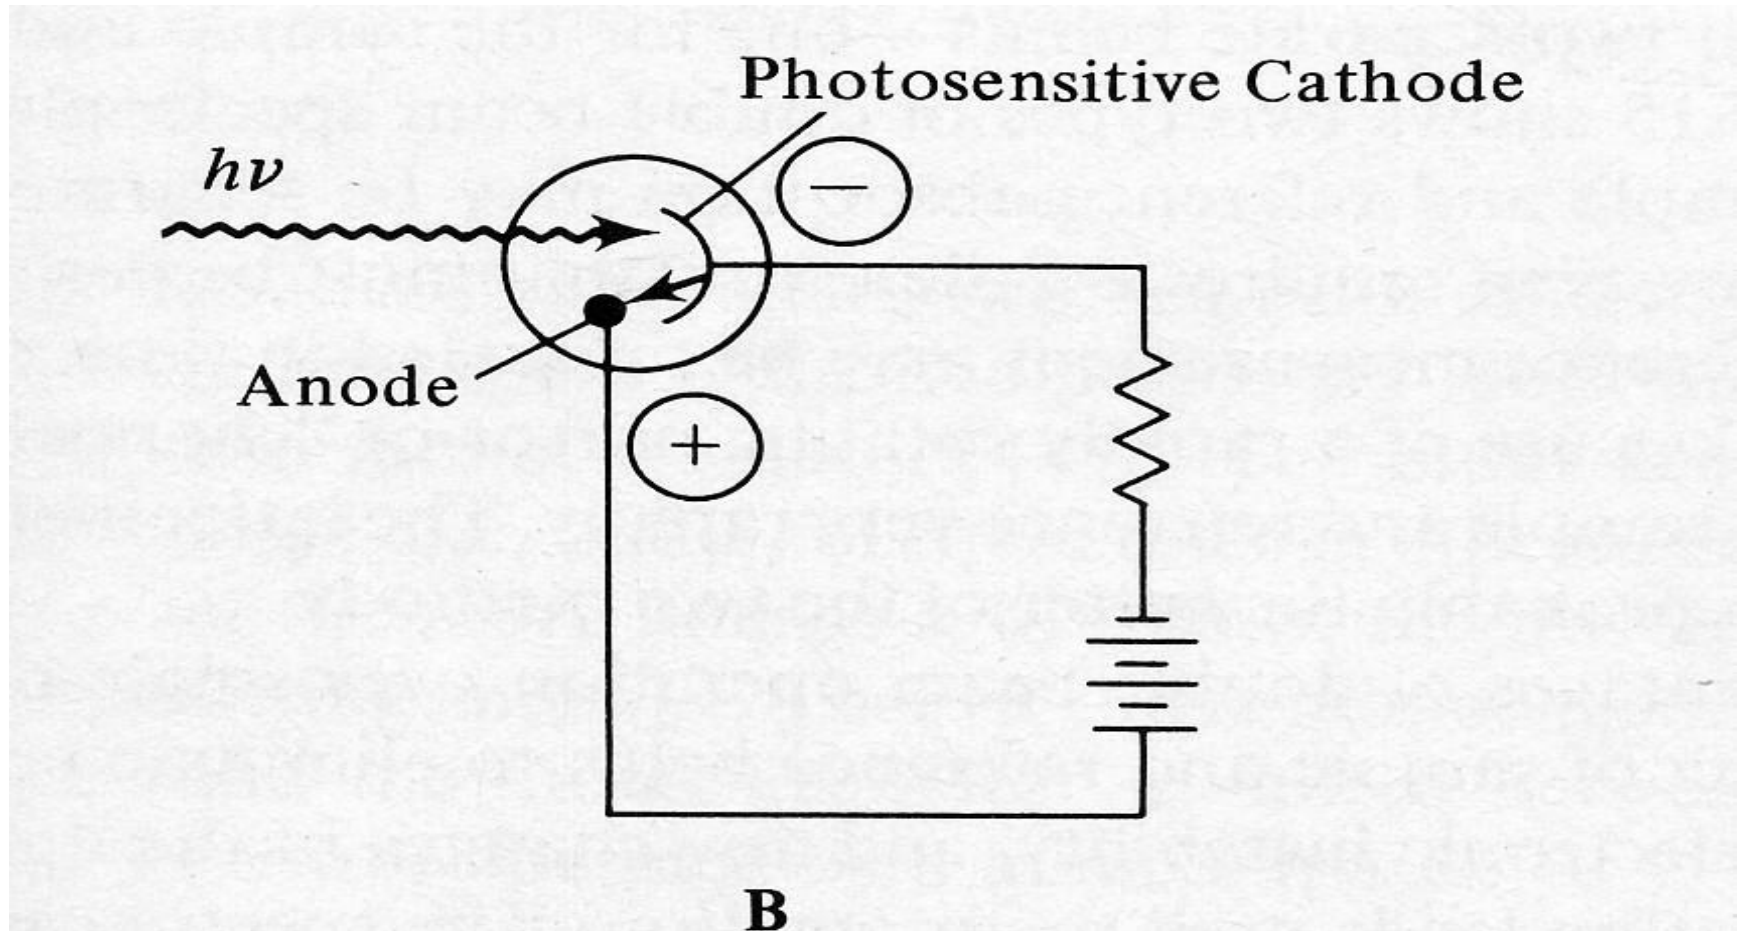 Photosensitive Cathode
hν
−
Anode
+
B